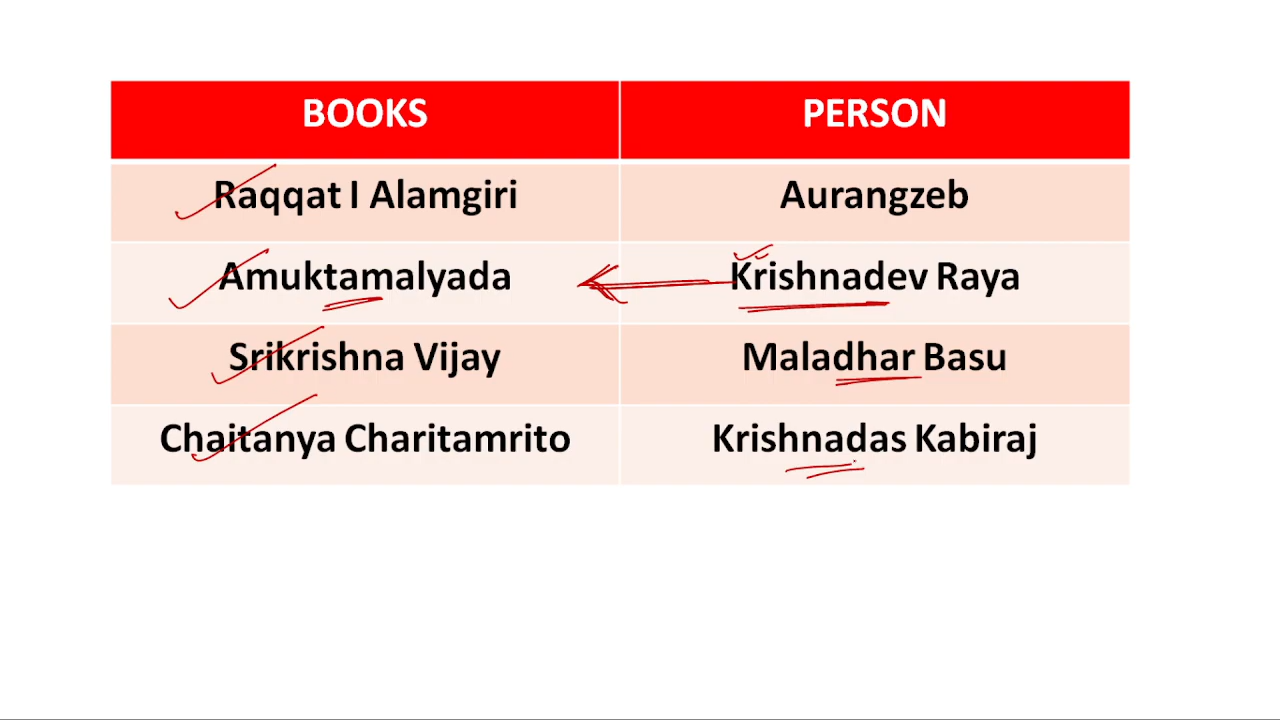 BOOKS PERSON
Raqqat I Alamgiri Aurangzeb
Amuktamalyada Krishnadev Raya
Srikrishna Vijay Maladhar Basu
Chaitanya Charitamrito Krishnadas Kabiraj